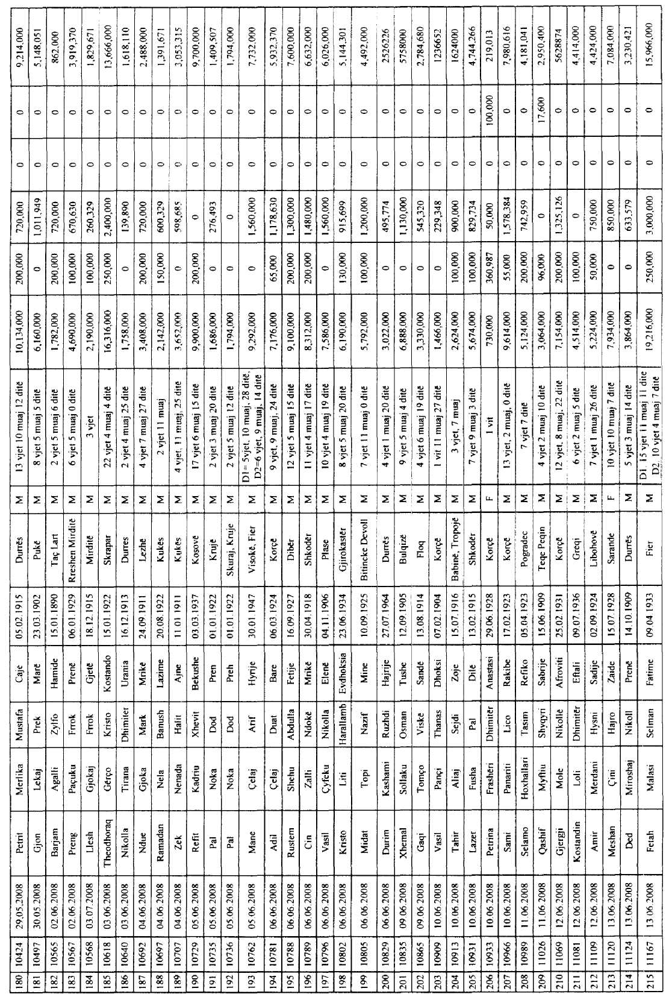 180 10424 29.05.2008 Petrit Merlika Mustafa Caje 05.02.1915 Durrës M 13 vjet 10 muaj 12 ditë 10,134,000 200,000 720,000 0 0 9,214,000
181 10497 30.05.2008 Gjon Lekaj Prek Marë 23.03.1902 Pukë M 8 vjet 5 muaj 5 ditë 6,160,000 0 1,011,949 0 0 5,148,051
182 10565 02.06.2008 Barjam Agalli Zylfo Hamide 15.01.1890 Taç Lart M 2 vjet 5 muaj 6 ditë 1,782,000 200,000 720,000 0 0 862,000
183 10567 02.06.2008 Preng Paçuku Frrok Prenë 06.01.1929 Rreshen Mirditë M 6 vjet 5 muaj 0 ditë 4,690,000 100,000 670,630 0 0 3,919,370
184 10568 03.07.2008 Llesh Gjokaj Frrok Gjetë 18.12.1915 Mirditë M 3 vjet 2,190,000 100,000 260,329 0 0 1,829,671
185 10618 03.06.2008 Theodhoraq Gërço Kristo Kostando 15.01.1922 Skrapar M 22 vjet 4 muaj 4 ditë 16,316,000 250,000 2,400,000 0 0 13,666,000
186 10640 03.06.2008 Nikolla Tirana Dhimiter Urania 16.12.1913 Durres M 2 vjet 4 muaj 25 ditë 1,758,000 0 139,890 0 0 1,618,110
187 10692 04.06.2008 Ndue Gjoka Mark Mrikë 24.09.1911 Lezhë M 4 vjet 7 muaj 27 ditë 3,408,000 200,000 720,000 0 0 2,488,000
188 10697 04.06.2008 Ramadan Nela Banush Lazime 20.08.1922 Kukës M 2 vjet 11 muaj 2,142,000 150,000 600,329 0 0 1,391,671
189 10707 04.06.2008 Zek Nenada Halit Ajne 11.01.1911 Kukës M 4 vjet, 11 muaj, 25 ditë 3,652,000 0 598,685 0 0 3,053,315
190 10729 05.06.2008 Refit Kadriu Xhevit Bekushe 03.03.1937 Kosovë M 17 vjet 6 muaj 15 ditë 9,900,000 200,000 0 0 0 9,700,000
191 10735 05.06.2008 Pal Noka Dod Pren 01.01.1922 Krujë M 2 vjet 3 muaj 20 ditë 1,686,000 0 276,493 0 0 1,409,507
192 10736 05.06.2008 Pal Noka Dod Preh 01.01.1922 Skuraj, Kruje M 2 vjet 5 muaj 12 ditë 1,794,000 0 0 0 0 1,794,000
193 10762 05.06.2008 Mane Çelaj Arif Hyrije 30.01.1947 Visokë, Fier M D1= 5vjet, 10 muaj, 28 ditë, D2=6 vjet, 9 muaj, 14 ditë 9,292,000 0 1,560,000 0 0 7,732,000
194 10781 06.06.2008 Adil Çelaj Duat Bare 06.03.1924 Korçë M 9 vjet, 9 muaj, 24 ditë 7,176,000 65,000 1,178,630 0 0 5,932,370
195 10788 06.06.2008 Rustem Shehu Abdulla Fetije 16.09.1927 Dibër M 12 vjet 5 muaj 15 ditë 9,100,000 200,000 1,300,000 0 0 7,600,000
196 10789 06.06.2008 Cin Zalli Ndokë Mrikë 30.04.1918 Shkodër M 11 vjet 4 muaj 17 ditë 8,312,000 200,000 1,480,000 0 0 6,632,000
197 10796 06.06.2008 Vasil Çyfeku Nikolla Elenë 04.11.1906 Plase M 10 vjet 4 muaj 19 ditë 7,586,000 0 1,560,000 0 0 6,026,000
198 10802 06.06.2008 Kristo Liti Harallamb Evdhoksia 23.06.1934 Gjirokastër M 8 vjet 5 muaj 20 ditë 6,190,000 130,000 915,699 0 0 5,144,301
199 10805 06.06.2008 Midat Topi Nazif Mine 10.09.1925 Bitincke Devoll M 7 vjet 11 muaj 0 ditë 5,792,000 100,000 1,200,000 0 0 4,492,000
200 10829 06.06.2008 Durim Kashami Ruzhdi Hajrije 27.07.1964 Durrës M 4 vjet 1 muaj 20 ditë 3,022,000 0 495,774 0 0 2526226
201 10835 09.06.2008 Xhemal Sollaku Osman Tushe 12.09.1905 Bulqizë M 9 vjet 5 muaj 4 ditë 6,888,000 0 1,130,000 0 0 5758000
202 10865 09.06.2008 Gaqi Tomço Viskë Sandë 13.08.1914 Floq M 4 vjet 6 muaj 19 ditë 3,330,000 0 545,320 0 0 2,784,680
203 10909 10.06.2008 Vasil Pançi Thanas Dhoksi 07.02.1904 Korçë M 1 vit 11 muaj 27 ditë 1,466,000 0 229,348 0 0 1236652
204 10913 10.06.2008 Tahir Aliaj Sejdi Zoje 15.07.1916 Babinë, Tropojë M 3 vjet, 7 muaj 2,624,000 100,000 900,000 0 0 1624000
205 10931 10.06.2008 Lazer Fusha Pal Dilë 13.02.1915 Shkodër M 7 vjet 9 muaj 3 ditë 5,674,000 100,000 829,734 0 0 4,744,266
206 10933 10.06.2008 Petrina Frashëri Dhimitër Anastasi 29.06.1928 Korçë F 1 vit 730,000 360,987 50,000 0 100,000 219,013
207 10966 10.06.2008 Sami Panariti Lico Rakibe 17.02.1923 Korçë M 13 vjet, 2 muaj, 0 ditë 9,614,000 55,000 1,578,384 0 0 7,980,616
208 10989 11.06.2008 Selamo Hoxhallari Tasim Refiko 05.04.1923 Pogradec M 7 vjet 7 ditë 5,124,000 200,000 742,959 0 0 4,181,041
209 11026 11.06.2008 Qashif Myftiu Shyqyri Sabrije 15.06.1909 Teqe Peqin M 4 vjet 2 muaj 10 ditë 3,064,000 96,000 0 0 17,600 2,950,400
210 11069 12.06.2008 Gjergji Mole Nikolle Afroviti 25.02.1931 Korçë M 12 vjet, 8 muaj, 22 ditë 7,154,000 200,000 1,325,126 0 0 5628874
211 11081 12.06.2008 Kostandin Loli Dhimitër Eftali 09.07.1936 Greqi M 6 vjet 2 muaj 5 ditë 4,514,000 100,000 0 0 0 4,414,000
212 11109 12.06.2008 Amir Merdani Hysni Sadije 02.09.1924 Libohovë M 7 vjet 1 muaj 26 ditë 5,224,000 50,000 750,000 0 0 4,424,000
213 11120 13.06.2008 Meshan Çini Hajro Zaide 15.07.1928 Sarande F 10 vjet 10 muaj 7 ditë 7,934,000 0 850,000 0 0 7,084,000
214 11124 13.06.2008 Ded Miroshaj Nikoll Prenë 14.10.1909 Durrës M 5 vjet 3 muaj 14 ditë 3,864,000 0 633,579 0 0 3,230,421
215 11167 13.06.2008 Fetah Malasi Selman Fatime 09.04.1933 Fier M D1. 15 vjet 11 muaj 11 ditë D2. 10 vjet 4 muaj 7 ditë 19,216,000 250,000 3,000,000 0 0 15,966,000